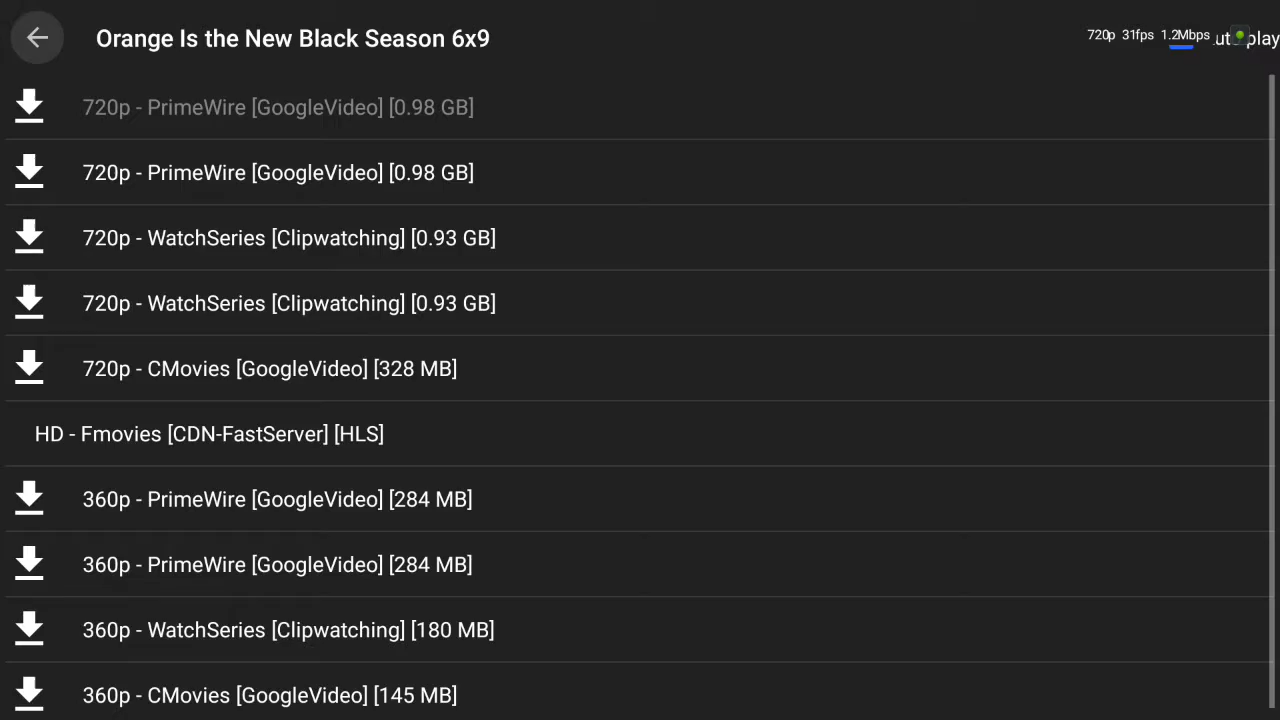 Orange Is the New Black Season 6x9
720p 31fps 1.2Mbps
play
720p - PrimeWire [GoogleVideo] [0.98 GB]
720p - PrimeWire [GoogleVideo] [0.98 GB]
720p - WatchSeries [Clipwatching] [0.93 GB]
720p - WatchSeries [Clipwatching] [0.93 GB]
720p - CMovies [GoogleVideo] [328 MB]
HD - Fmovies [CDN-FastServer] [HLS]
360p - PrimeWire [GoogleVideo] [284 MB]
360p - PrimeWire [GoogleVideo] [284 MB]
360p - WatchSeries [Clipwatching] [180 MB]
360p - CMovies [GoogleVideo] [145 MB]